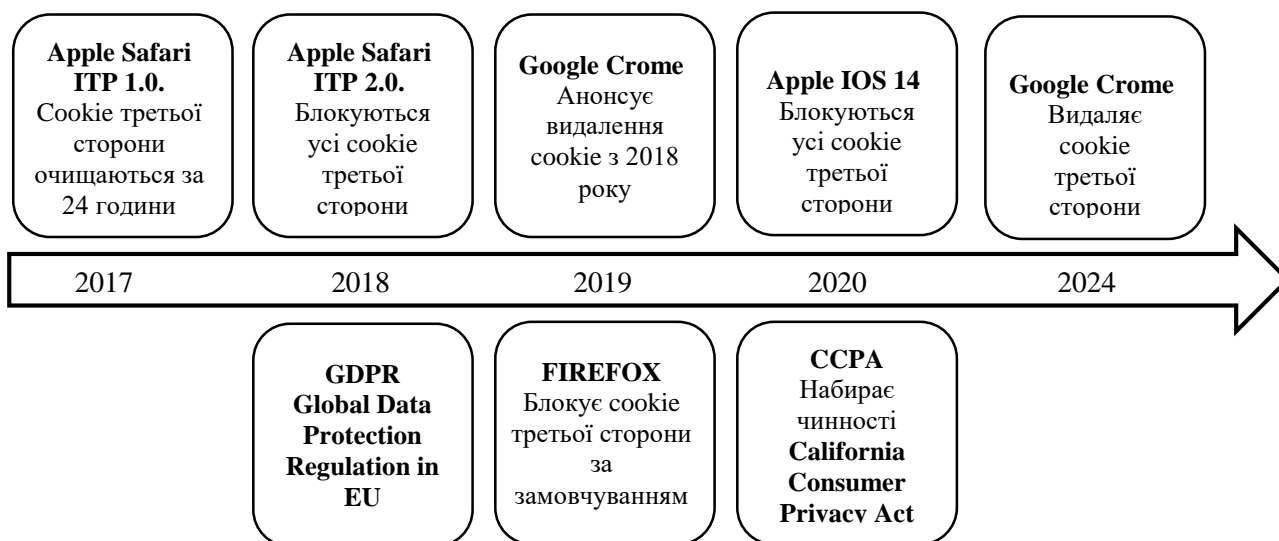 Apple Safari
ITP 1.0.
Cookie третьої
сторони
очищаються за
24 години
Apple Safari
ITP 2.0.
Блокуються
усі cookie
третьої
сторони
Google Crome
Анонсує
видалення
cookie з 2018
року
Apple IOS 14
Блокуються
усі cookie
третьої
сторони
Google Crome
Видаляє
cookie
третьої
сторони
2017
2018
2019
2020
2024
GDPR
Global Data
Protection
Regulation in
EU
FIREFOX
Блокує cookie
третьої сторони
за
замовчуванням
CCPA
Набирає
чинності
California
Consumer
Privacy Act